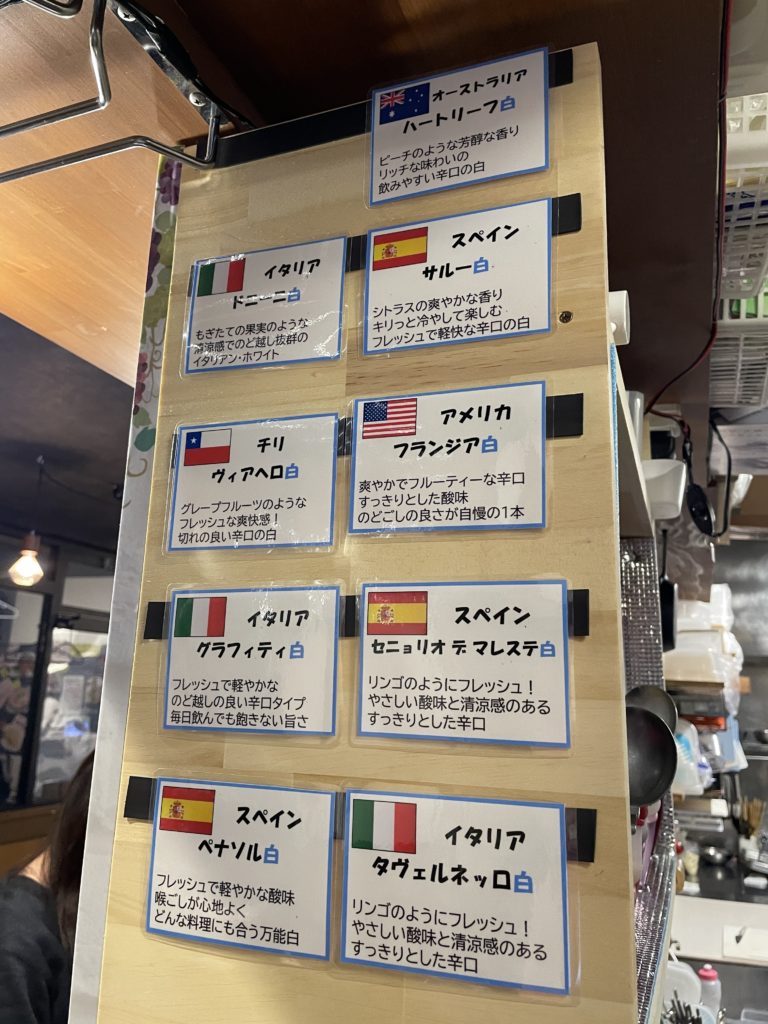 オーストラリア
ハートリーフ白
ピーチのような芳醇な香り
リッチな味わいの
飲みやすい辛口の白
イタリア
ドニーニ白
もぎたての果実のような
清涼感でのど越し抜群の
イタリアン・ホワイト
スペイン
サルー白
シトラスの爽やかな香り
キリっと冷やして楽しむ
フレッシュで軽快な辛口の白
チリ
ヴィアヘロ白
グレープフルーツのような
フレッシュな爽快感！
切れの良い辛口の白
アメリカ
フランジア白
爽やかでフルーティーな辛口
すっきりとした酸味
のどごしの良さが自慢の1本
イタリア
グラフィティ白
フレッシュで軽やかな
のど越しの良い辛口タイプ
毎日飲んでも飽きない旨さ
スペイン
セニョリオ デ マレステ白
リンゴのようにフレッシュ！
やさしい酸味と清涼感のある
すっきりとした辛口
スペイン
ペナソル白
フレッシュで軽やかな酸味
喉ごしが心地よく
どんな料理にも合う万能白
イタリア
タヴェルネッロ白
リンゴのようにフレッシュ！
やさしい酸味と清涼感のある
すっきりとした辛口